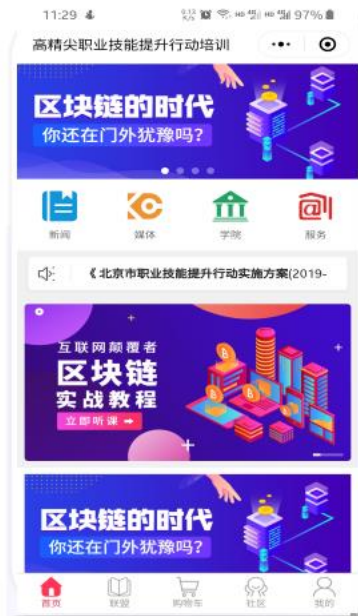 11:29
97%
高精尖职业技能提升行动培训
区块链的时代
你还在门外犹豫吗?
新闻 媒体 学院 服务
《北京市职业技能提升行动实施方案(2019-
互联网颠覆者
区块链
实战教程
立即听课
区块链的时代
你还在门外犹豫吗?
首页 联盟 购物车 社区 我的